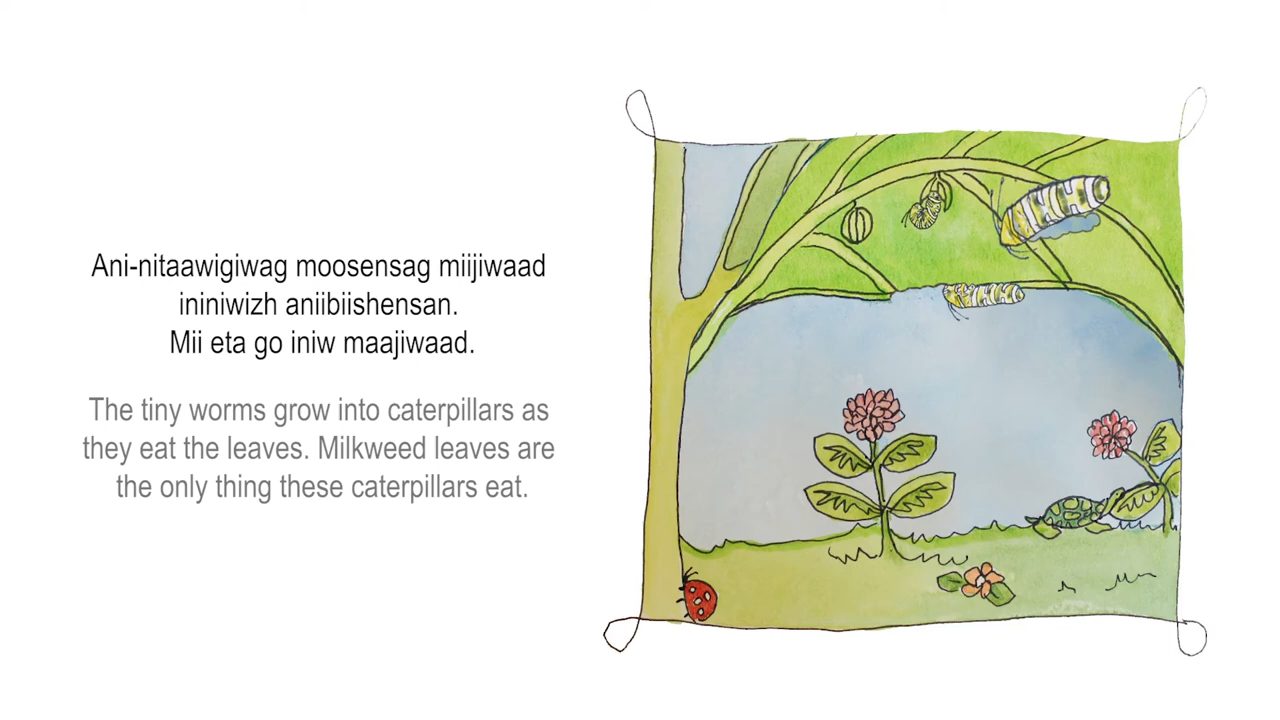 Ani-nitaawigiwag moosensag miijiwaad
ininiwizh aniibiishensan.
Mii eta go iniw maajiwaad.
The tiny worms grow into caterpillars as
they eat the leaves. Milkweed leaves are
the only thing these caterpillars eat.